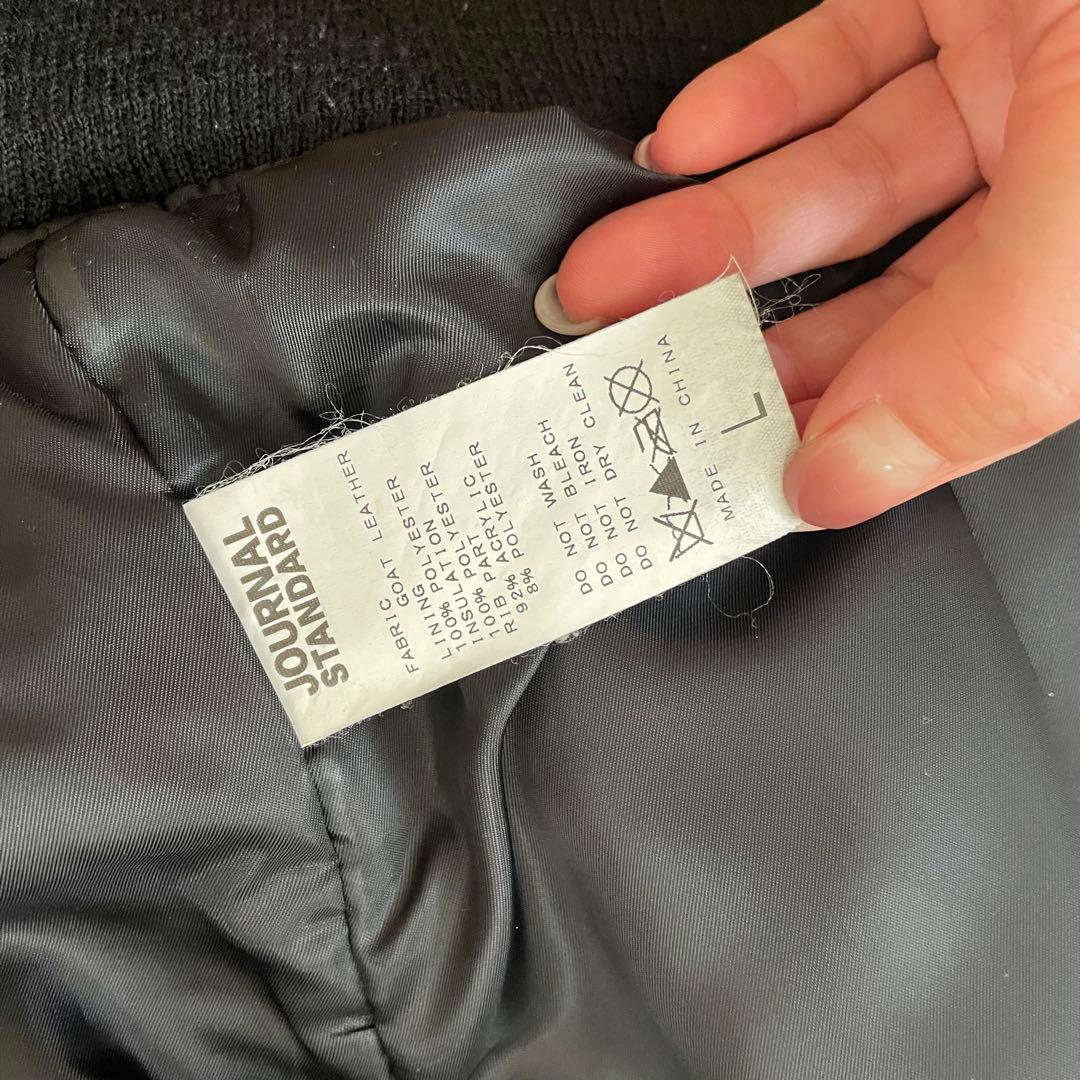 JOURNAL
STANDARD
FABRIC GOAT LEATHER
LINING POLYESTER
100% POLYESTER
INSULATION
100% POLYESTER
RIB PART
92% ACRYLIC
8% POLYESTER
DO NOT WASH
DO NOT BLEACH
DO NOT IRON
DO NOT DRY CLEAN
MADE IN CHINA
L